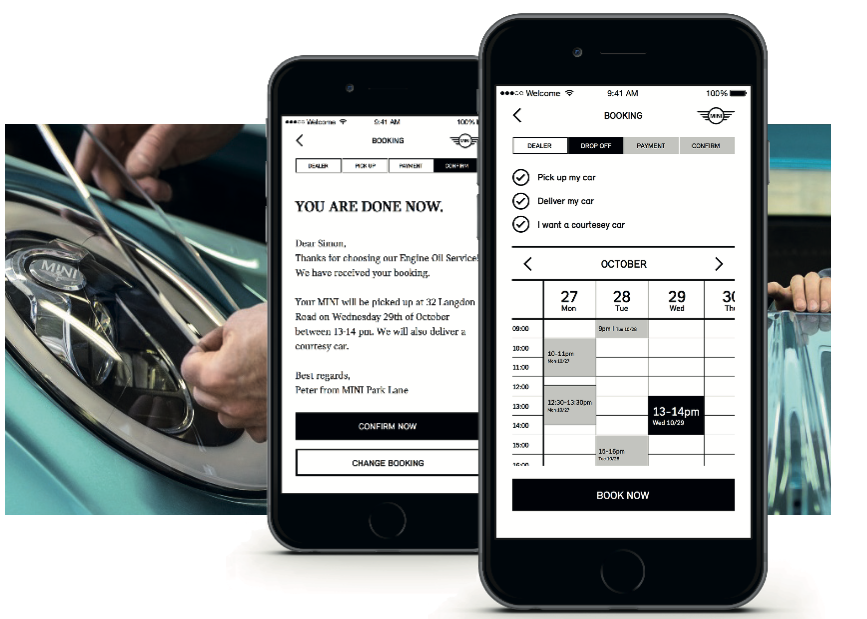 MINI
Welcome 9:41 AM 100%
BOOKING
DEALER PICK UP PAYMENT CONFIRM
YOU ARE DONE NOW.
Dear Simon,
Thanks for choosing our Engine Oil Service!
We have received your booking.
Your MINI will be picked up at 32 Langdon
Road on Wednesday 29th of October
between 13-14 pm. We will also deliver a
courtesy car.
Best regards,
Peter from MINI Park Lane
CONFIRM NOW
CHANGE BOOKING
Welcome 9:41 AM 100%
BOOKING MINI
DEALER DROP OFF PAYMENT CONFIRM
Pick up my car
Deliver my car
I want a courtesey car
OCTOBER
27 28 29 30
Mon Tue Wed Th
09:00 9pm Tue 10/28
10:00 10-11pm
Mon 10/27
11:00
12:00
12:30-13:30pm
Mon 10/27
13:00 13-14pm
Wed 10/29
14:00
15:00 15-16pm
Tue 10/28
16:00
BOOK NOW